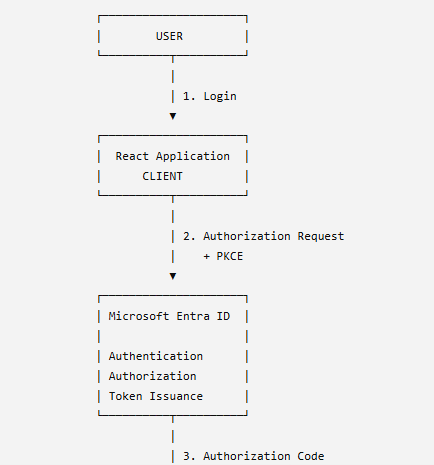 USER
1. Login
React Application
CLIENT
2. Authorization Request
+ PKCE
Microsoft Entra ID
Authentication
Authorization
Token Issuance
3. Authorization Code